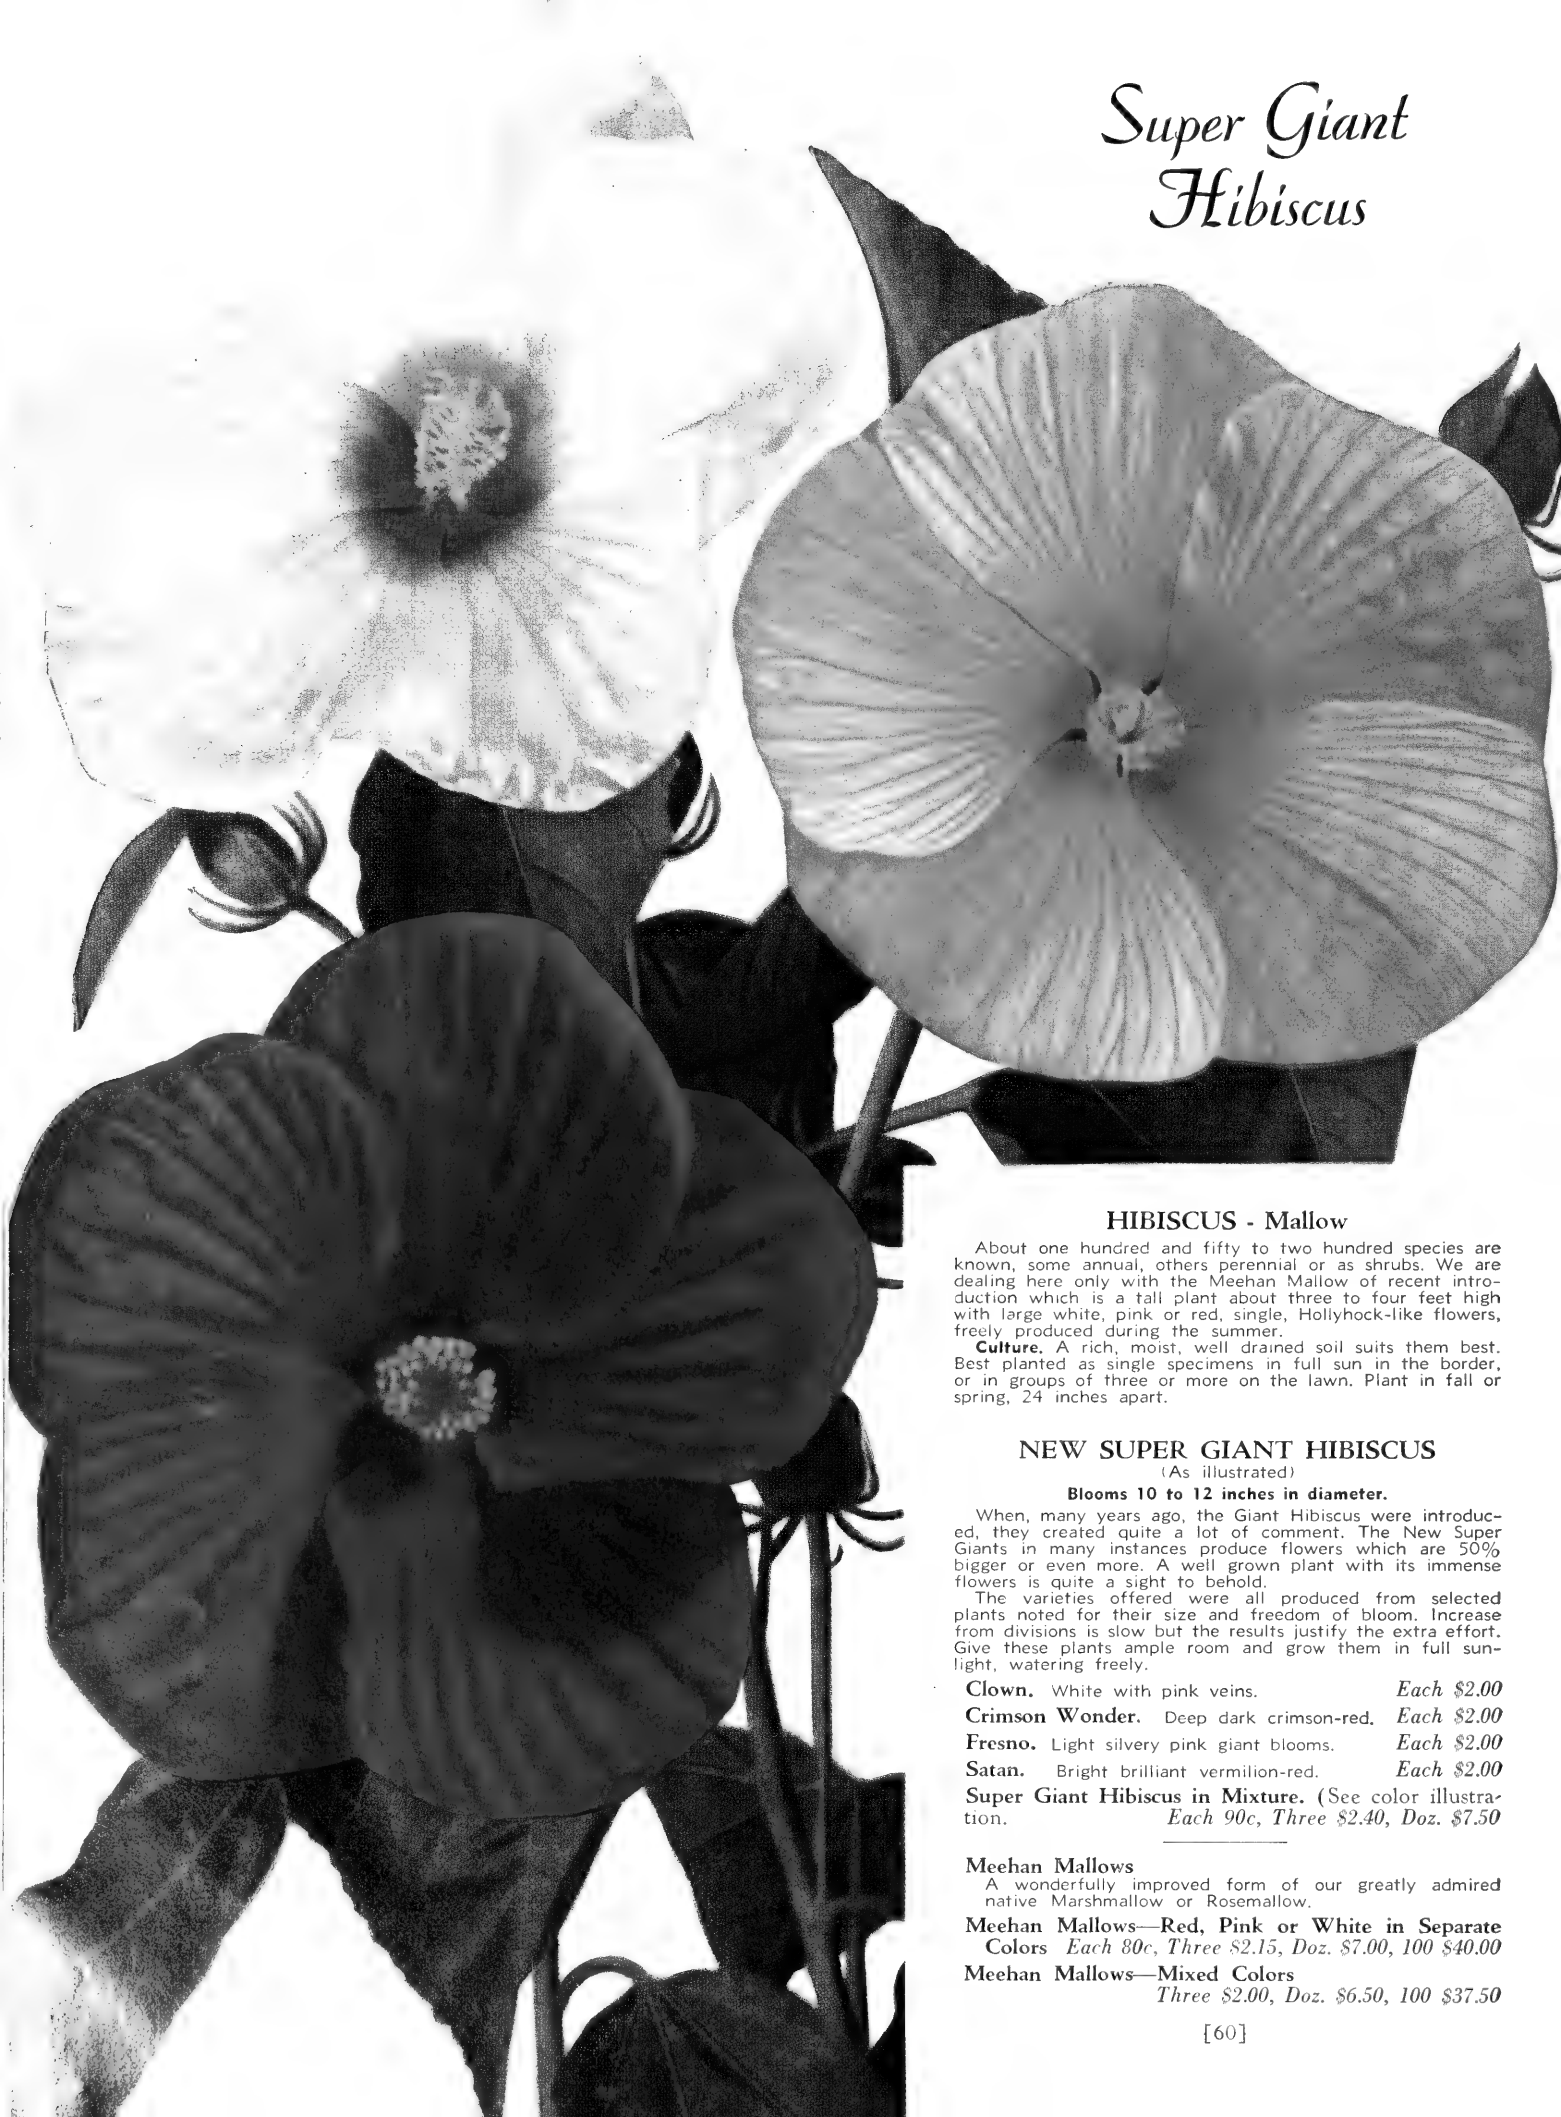 Super Giant
Hibiscus
HIBISCUS - Mallow
About one hundred and fifty to two hundred species are
known, some annual, others perennial or as shrubs. We are
dealing here only with the Meehan Mallow of recent intro-
duction which is a tall plant about three to four feet high
with large white, pink or red, single, Hollyhock-like flowers,
freely produced during the summer.
Culture. A rich, moist, well drained soil suits them best.
Best planted as single specimens in full sun in the border,
or in groups of three or more on the lawn. Plant in fall or
spring, 24 inches apart.
NEW SUPER GIANT HIBISCUS
(As illustrated)
Blooms 10 to 12 inches in diameter.
When, many years ago, the Giant Hibiscus were introduc-
ed, they created quite a lot of comment. The New Super
Giants in many instances produce flowers which are 50%
bigger or even more. A well grown plant with its immense
flowers is quite a sight to behold.
The varieties offered were all produced from selected
plants noted for their size and freedom of bloom. Increase
from divisions is slow but the results justify the extra effort.
Give these plants ample room and grow them in full sun-
light, watering freely.
Clown. White with pink veins. Each $2.00
Crimson Wonder. Deep dark crimson-red. Each $2.00
Fresno. Light silvery pink giant blooms. Each $2.00
Satan. Bright brilliant vermilion-red. Each $2.00
Super Giant Hibiscus in Mixture. (See color illustra-
tion. Each 90c, Three $2.40, Doz. $7.50
Meehan Mallows
A wonderfully improved form of our greatly admired
native Marshmallow or Rosemallow.
Meehan Mallows—Red, Pink or White in Separate
Colors Each 80c, Three $2.15, Doz. $7.00, 100 $40.00
Meehan Mallows—Mixed Colors
Three $2.00, Doz. $6.50, 100 $37.50
[60]